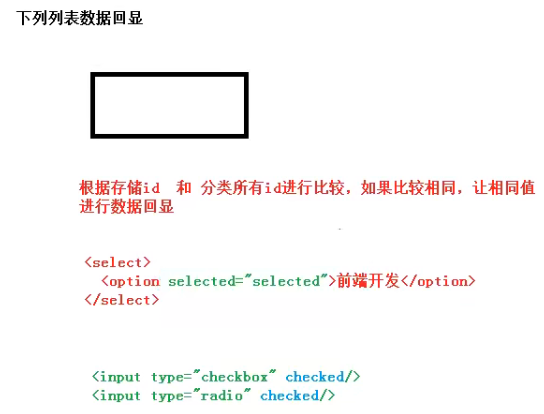 下列列表数据回显
根据存储id 和 分类所有id进行比较，如果比较相同，让相同值
进行数据回显
<select>
<option selected="selected">前端开发</option>
</select>
<input type="checkbox" checked/>
<input type="radio" checked/>